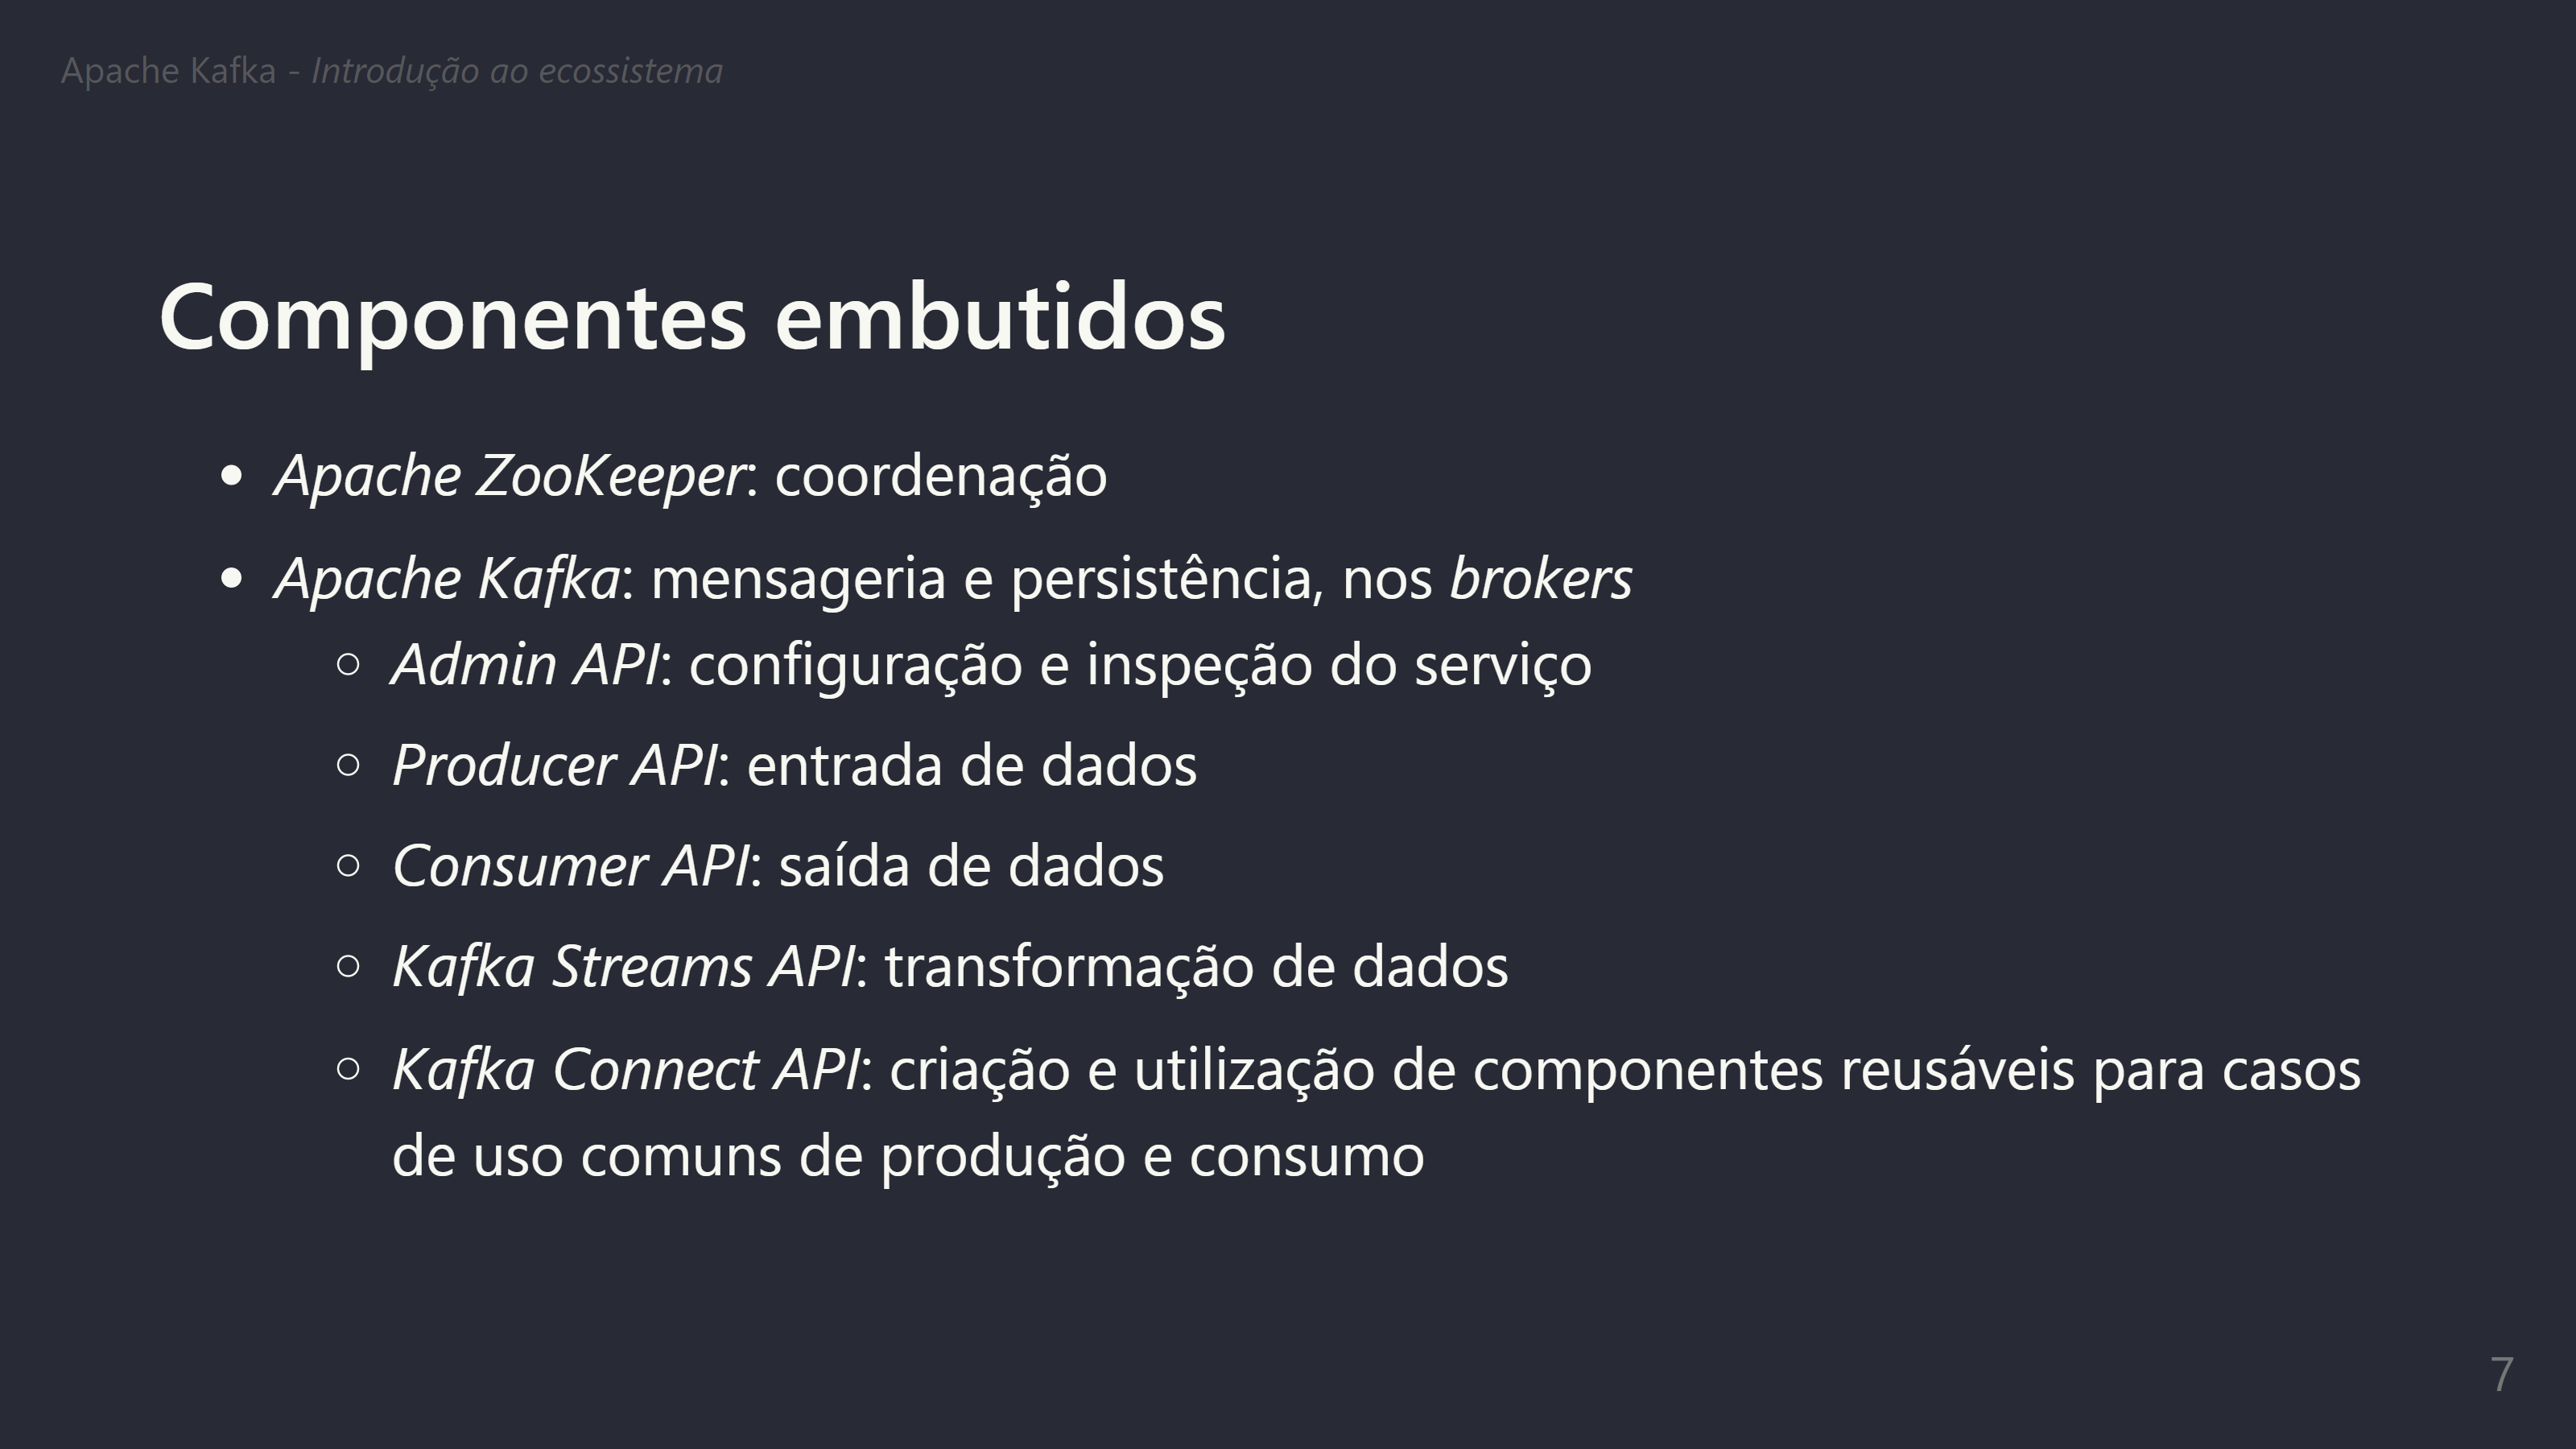 Apache Kafka - Introdução ao ecossistema
Componentes embutidos
• Apache ZooKeeper: coordenação
• Apache Kafka: mensageria e persistência, nos brokers
○ Admin API: configuração e inspeção do serviço
○ Producer API: entrada de dados
○ Consumer API: saída de dados
○ Kafka Streams API: transformação de dados
○ Kafka Connect API: criação e utilização de componentes reusáveis para casos
de uso comuns de produção e consumo
7